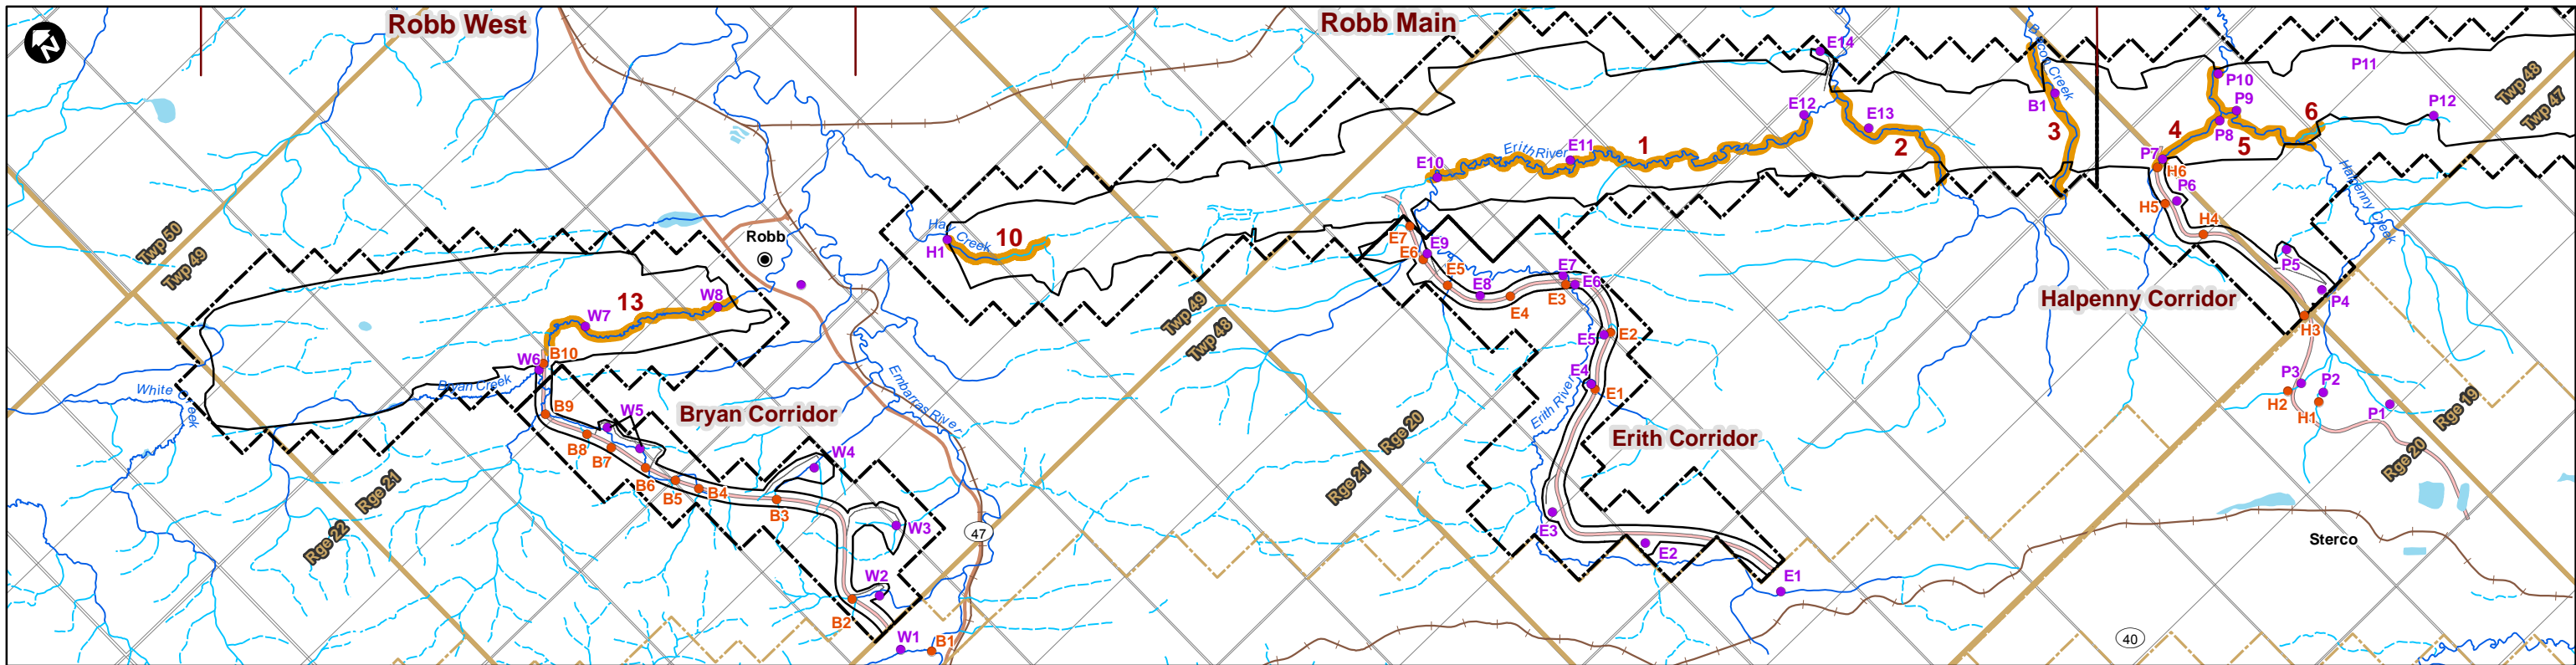 N
Robb West
Robb Main
E14
P11
P10
Bacon Creek
Twp 48
Twp 47
B1
P9
P12
E12
E13
6
3
4
P8
5
1
2
E11
Erith River
E10
P7
H6
P6
H5
H4
Halpenny Creek
Twp 50
Twp 49
Robb
Hay Creek
H1
10
E7
E9
E6
E5
E8
E7
E6
E3
E4
P5
P4
Halpenny Corridor
H3
13
W8
W7
Twp 49
Twp 48
E5
E2
B10
W6
Bryan Creek
White Creek
Embarras River
E4
E1
Erith River
P3
P2
H2
H1
P1
Rge 19
Rge 20
B9
W5
Bryan Corridor
B8
B7
W4
B6
B5
B4
B3
Rge 20
Rge 21
Erith Corridor
Rge 21
Rge 22
W3
47
E3
E2
Sterco
W2
E1
B2
W1
B1
40